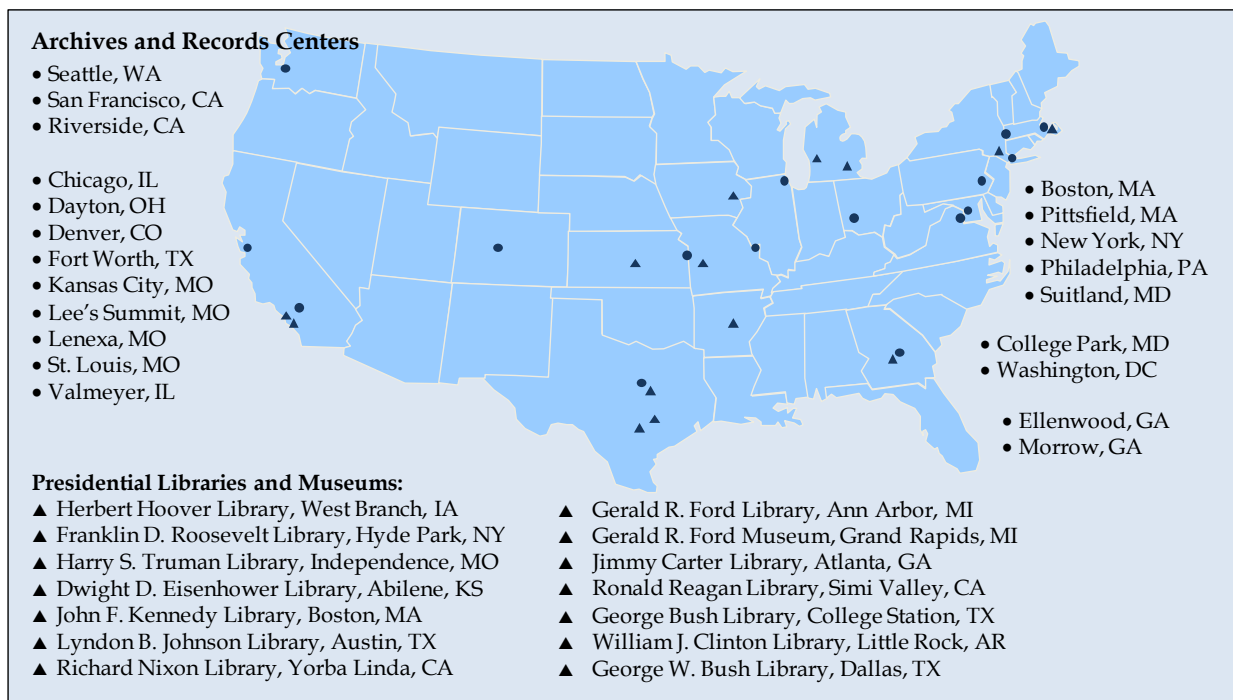 Archives and Records Centers
• Seattle, WA
• San Francisco, CA
• Riverside, CA
• Chicago, IL
• Dayton, OH
• Denver, CO
• Fort Worth, TX
• Kansas City, MO
• Lee's Summit, MO
• Lenexa, MO
• St. Louis, MO
• Valmeyer, IL
• Boston, MA
• Pittsfield, MA
• New York, NY
• Philadelphia, PA
• Suitland, MD
• College Park, MD
• Washington, DC
• Ellenwood, GA
• Morrow, GA
Presidential Libraries and Museums:
▲ Herbert Hoover Library, West Branch, IA
▲ Franklin D. Roosevelt Library, Hyde Park, NY
▲ Harry S. Truman Library, Independence, MO
▲ Dwight D. Eisenhower Library, Abilene, KS
▲ John F. Kennedy Library, Boston, MA
▲ Lyndon B. Johnson Library, Austin, TX
▲ Richard Nixon Library, Yorba Linda, CA
▲ Gerald R. Ford Library, Ann Arbor, MI
▲ Gerald R. Ford Museum, Grand Rapids, MI
▲ Jimmy Carter Library, Atlanta, GA
▲ Ronald Reagan Library, Simi Valley, CA
▲ George Bush Library, College Station, TX
▲ William J. Clinton Library, Little Rock, AR
▲ George W. Bush Library, Dallas, TX